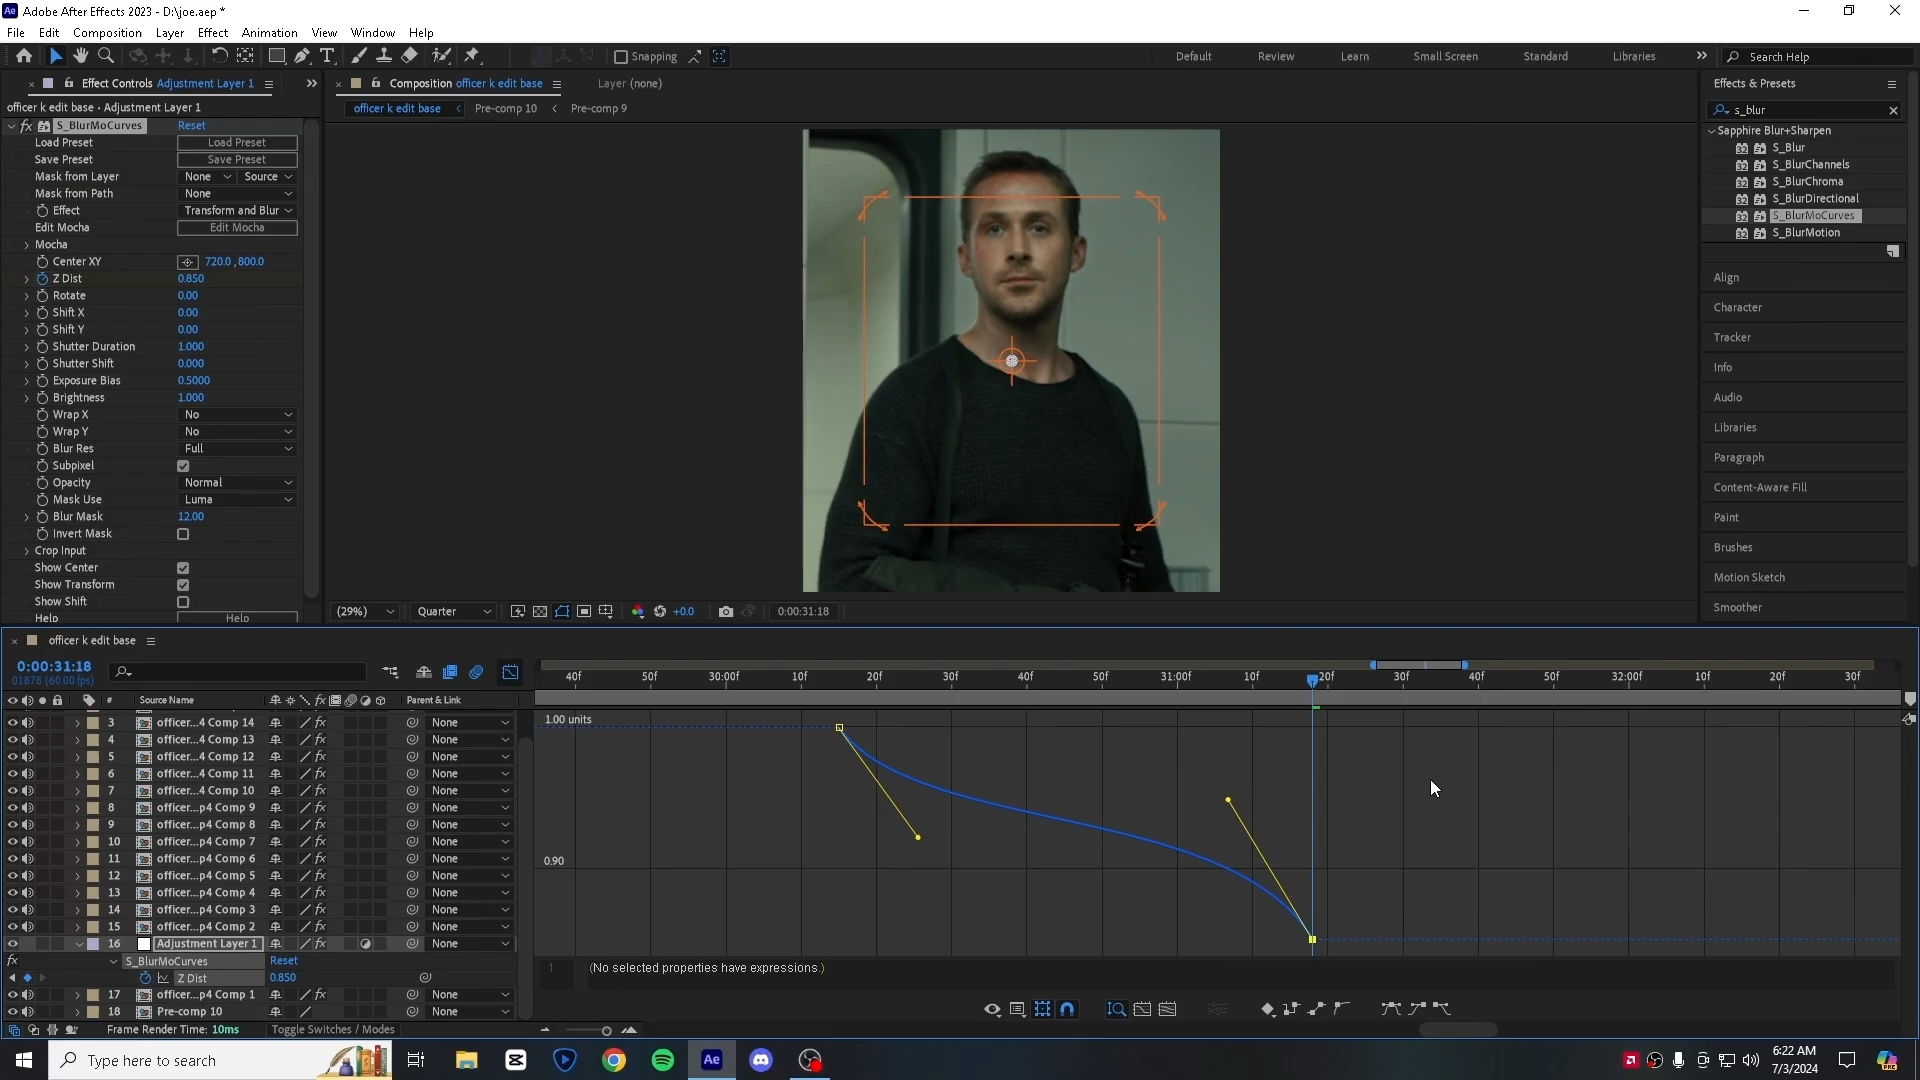 Adobe After Effects 2023 - D:\joe.aep *
File Edit Composition Layer Effect Animation View Window Help
Snapping
Default Review Learn Small Screen Standard Libraries
Search Help
Effect Controls Adjustment Layer 1
officer k edit base • Adjustment Layer 1
fx S_BlurMoCurves Reset
Load Preset Load Preset
Save Preset Save Preset
Mask from Layer None Source
Mask from Path None
Effect Transform and Blur
Edit Mocha Edit Mocha
Mocha
Center XY 720.0,800.0
Z Dist 0.850
Rotate 0.00
Shift X 0.00
Shift Y 0.00
Shutter Duration 1.000
Shutter Shift 0.000
Exposure Bias 0.5000
Brightness 1.000
Wrap X No
Wrap Y No
Blur Res Full
Subpixel
Opacity Normal
Mask Use Luma
Blur Mask 12.00
Invert Mask
Crop Input
Show Center
Show Transform
Show Shift
Help Help
Composition officer k edit base
Layer (none)
officer k edit base Pre-comp 10 Pre-comp 9
(29%) Quarter +0.0 0:00:31:18
Effects & Presets
s_blur
Sapphire Blur+Sharpen
S_Blur
S_BlurChannels
S_BlurChroma
S_BlurDirectional
S_BlurMoCurves
S_BlurMotion
Align
Character
Tracker
Info
Audio
Libraries
Paragraph
Content-Aware Fill
Paint
Brushes
Motion Sketch
Smoother
officer k edit base
0:00:31:18
01878 (60.00 fps)
# Source Name Parent & Link
3 officer...4 Comp 14 fx None
4 officer...4 Comp 13 fx None
5 officer...4 Comp 12 fx None
6 officer...4 Comp 11 fx None
7 officer...4 Comp 10 fx None
8 officer...p4 Comp 9 fx None
9 officer...p4 Comp 8 fx None
10 officer...p4 Comp 7 fx None
11 officer...p4 Comp 6 fx None
12 officer...p4 Comp 5 fx None
13 officer...p4 Comp 4 fx None
14 officer...p4 Comp 3 fx None
15 officer...p4 Comp 2 fx None
16 Adjustment Layer 1 fx None
fx S_BlurMoCurves Reset
Z Dist 0.850
17 officer...p4 Comp 1 fx None
18 Pre-comp 10 None
Frame Render Time: 10ms Toggle Switches / Modes
40f 50f 30:00f 10f 20f 30f 40f 50f 31:00f 10f 20f 30f 40f 50f 32:00f 10f 20f 30f
1.00 units
0.90
1 (No selected properties have expressions.)
Type here to search
Ae
6:22 AM
7/3/2024